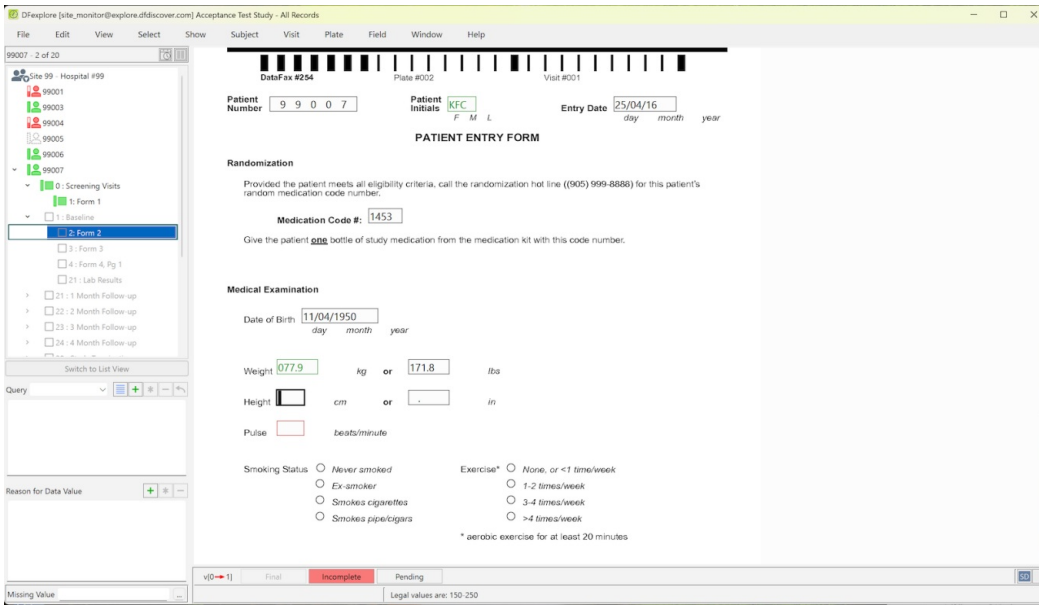 DFexplore [site_monitor@explore.dfdiscover.com] Acceptance Test Study - All Records
File Edit View Select Show Subject Visit Plate Field Window Help
99007 - 2 of 20
Site 99 - Hospital #99
99001
99003
99004
99005
99006
99007
0 : Screening Visits
1: Form 1
1 : Baseline
2: Form 2
3 : Form 3
4 : Form 4, Pg 1
21 : Lab Results
21 : 1 Month Follow-up
22 : 2 Month Follow-up
23 : 3 Month Follow-up
24 : 4 Month Follow-up
Switch to List View
Query
Reason for Data Value
Missing Value ...
DataFax #254 Plate #002 Visit #001
Patient Number 9 9 0 0 7 Patient Initials KFC Entry Date 25/04/16
F M L day month year
PATIENT ENTRY FORM
Randomization
Provided the patient meets all eligibility criteria, call the randomization hot line ((905) 999-8888) for this patient's
random medication code number.
Medication Code #: 1453
Give the patient one bottle of study medication from the medication kit with this code number.
Medical Examination
Date of Birth 11/04/1950
day month year
Weight 077.9 kg or 171.8 lbs
Height cm or . in
Pulse beats/minute
Smoking Status Never smoked Exercise* None, or <1 time/week
Ex-smoker 1-2 times/week
Smokes cigarettes 3-4 times/week
Smokes pipe/cigars >4 times/week
* aerobic exercise for at least 20 minutes
v[0→1] Final Incomplete Pending SD
Legal values are: 150-250